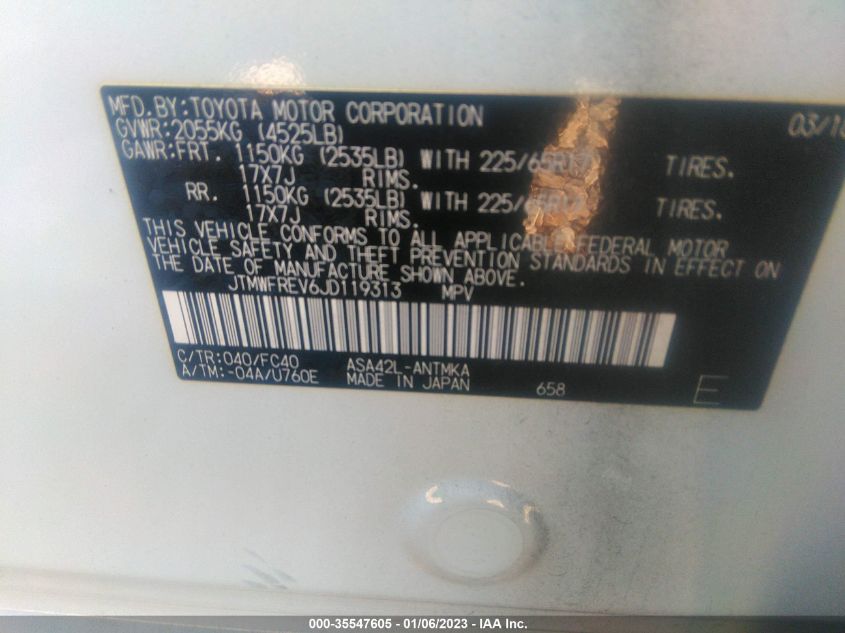 MFD.BY:TOYOTA MOTOR CORPORATION 03/18
GVWR:2055KG (4525LB)
GAWR:FRT. 1150KG (2535LB) WITH 225/65R17 TIRES.
17X7J RIMS.
RR. 1150KG (2535LB) WITH 225/65R17 TIRES.
17X7J RIMS.
THIS VEHICLE CONFORMS TO ALL APPLICABLE FEDERAL MOTOR
VEHICLE SAFETY AND THEFT PREVENTION STANDARDS IN EFFECT ON
THE DATE OF MANUFACTURE SHOWN ABOVE.
JTMWFREV6JD119313 MPV
C/TR:040/FC40 ASA42L-ANTMKA
A/TM:-04A/U760E MADE IN JAPAN 658 E
000-35547605 - 01/06/2023 - IAA Inc.